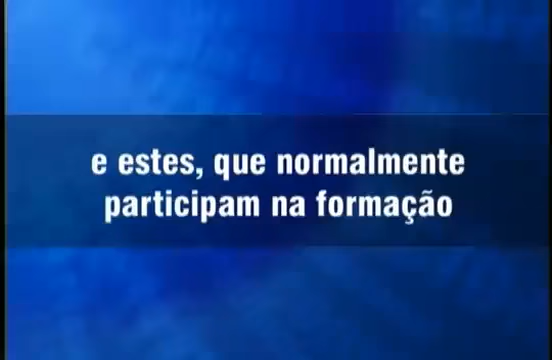 e estes, que normalmente
participam na formação